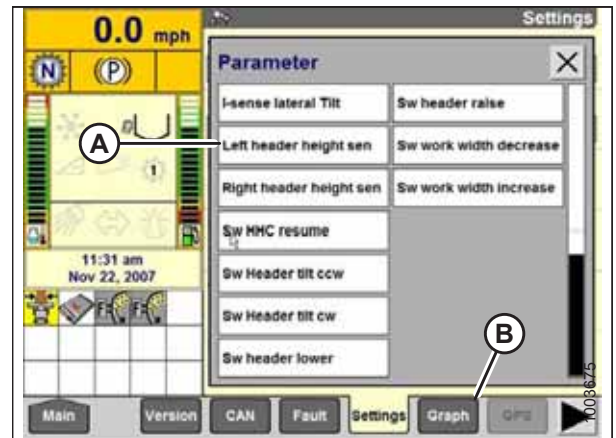 0.0 mph
Settings
N
(P)
Parameter
I-sense lateral Tilt
Sw header raise
A
Left header height sen
Sw work width decrease
1
Right header height sen
Sw work width increase
Sw HHC resume
11:31 am
Nov 22, 2007
Sw Header tilt ccw
Sw Header tilt cw
B
Sw header lower
1003675
Main
Version
CAN
Fault
Settings
Graph
GPS